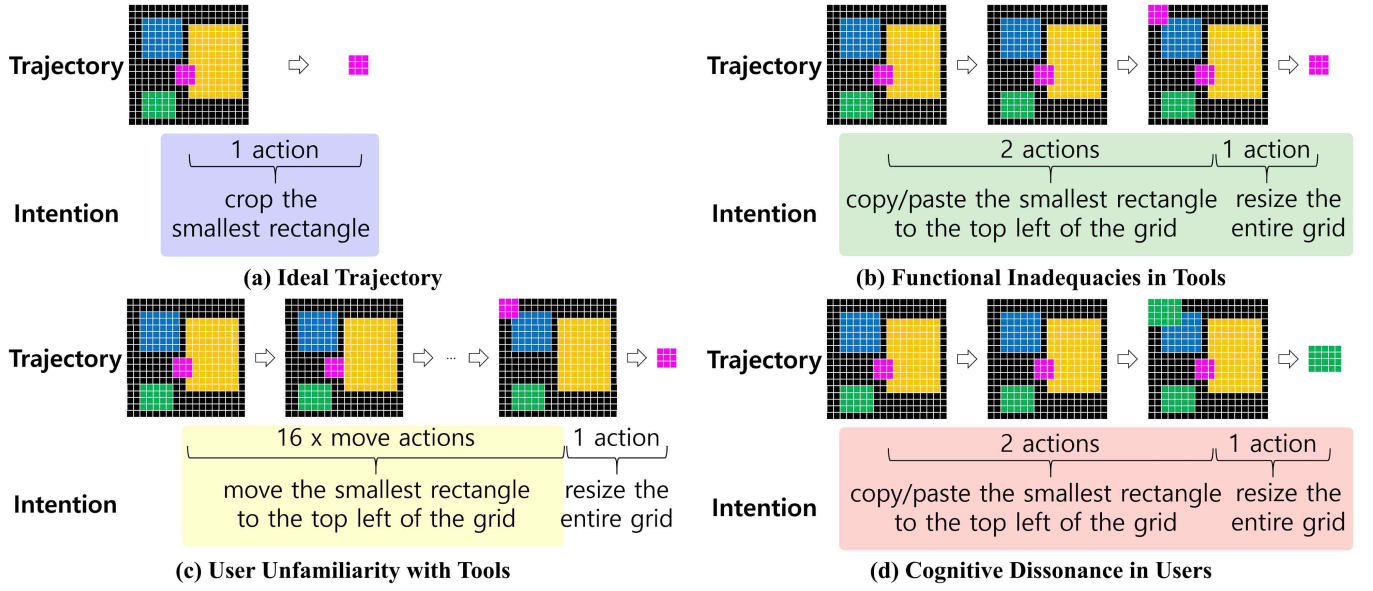 Trajectory
1 action
Intention
crop the
smallest rectangle
(a) Ideal Trajectory
Trajectory
2 actions
1 action
Intention
copy/paste the smallest rectangle
to the top left of the grid
resize the
entire grid
(b) Functional Inadequacies in Tools
Trajectory
...
16 x move actions
1 action
Intention
move the smallest rectangle
to the top left of the grid
resize the
entire grid
(c) User Unfamiliarity with Tools
Trajectory
2 actions
1 action
Intention
copy/paste the smallest rectangle
to the top left of the grid
resize the
entire grid
(d) Cognitive Dissonance in Users